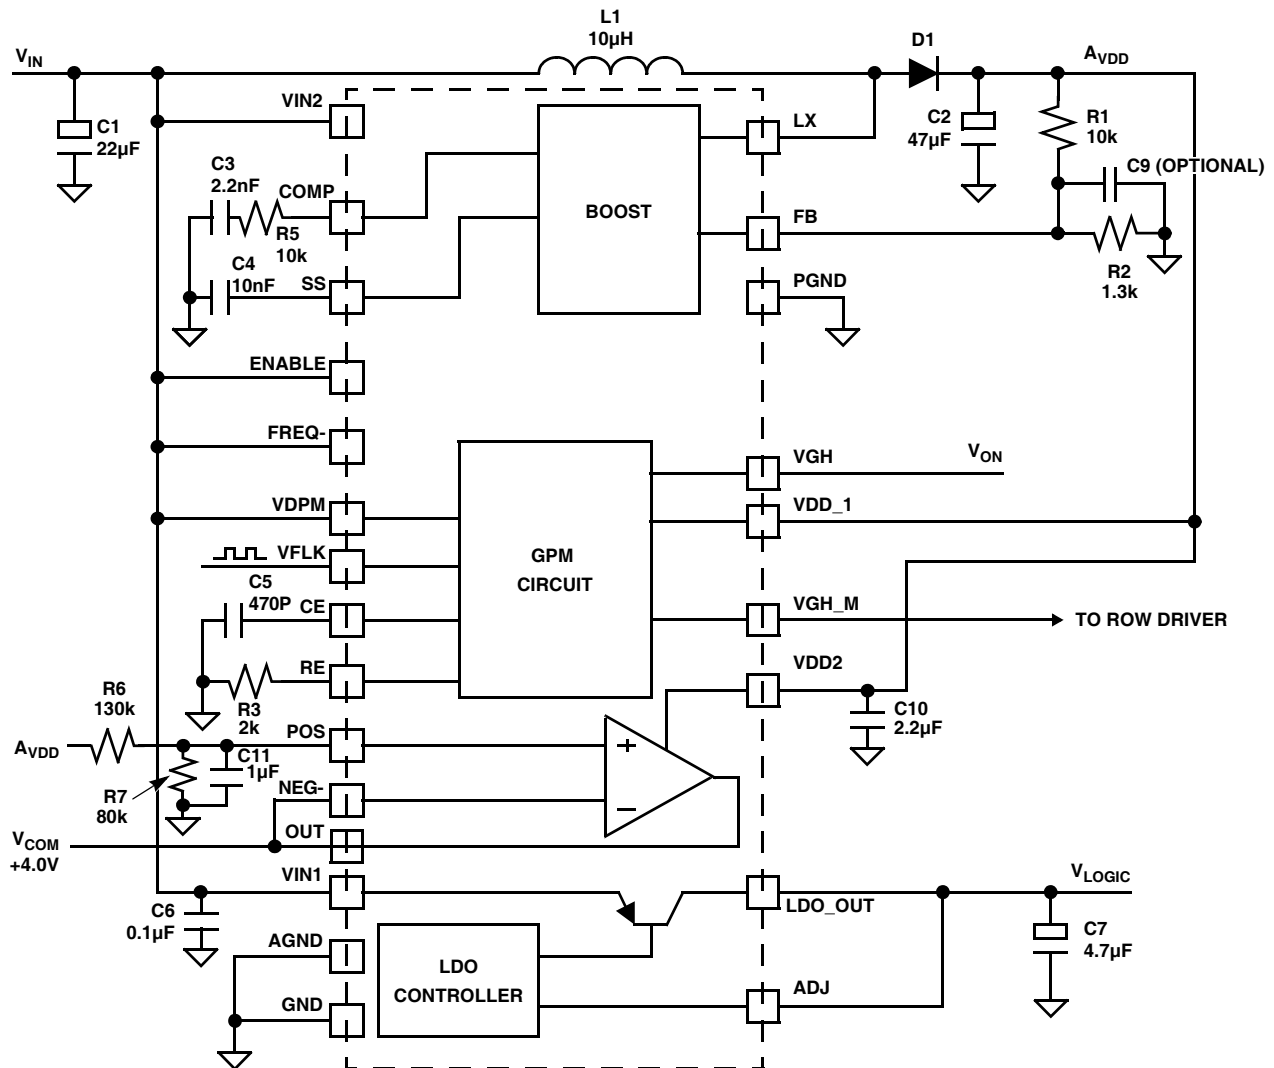 L1
10µH
VIN
D1
AVDD
VIN2
C1
22µF
LX
C2
47µF
R1
10k
C9 (OPTIONAL)
C3
2.2nF
COMP
R5
10k
BOOST
FB
R2
1.3k
C4
10nF
SS
PGND
ENABLE
FREQ-
VGH
VON
VDPM
VDD_1
VFLK
GPM
CIRCUIT
C5
470P
CE
VGH_M
TO ROW DRIVER
RE
VDD2
R3
2k
C10
2.2µF
R6
130k
AVDD
POS
+
C11
1µF
R7
80k
NEG-
–
VCOM
+4.0V
OUT
VIN1
LDO_OUT
VLOGIC
C6
0.1µF
C7
4.7µF
AGND
LDO
CONTROLLER
ADJ
GND